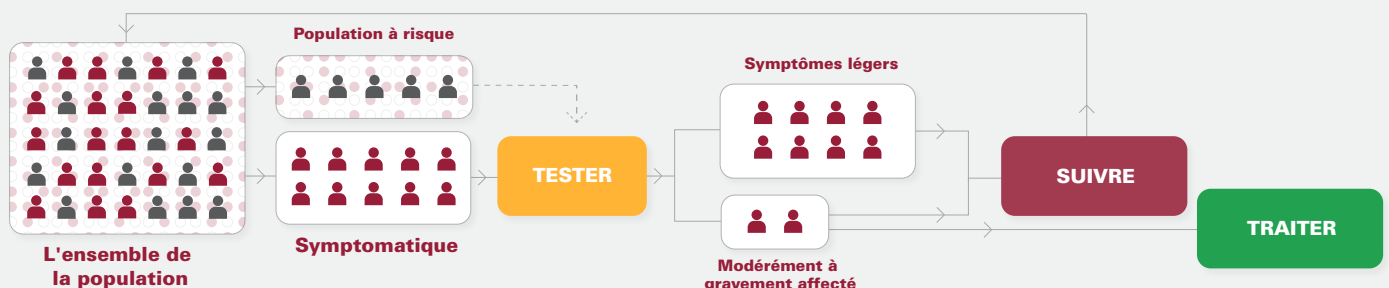 Population à risque
Symptômes légers
TESTER
SUIVRE
TRAITER
L'ensemble de
la population
Symptomatique
Modérément à
gravement affecté